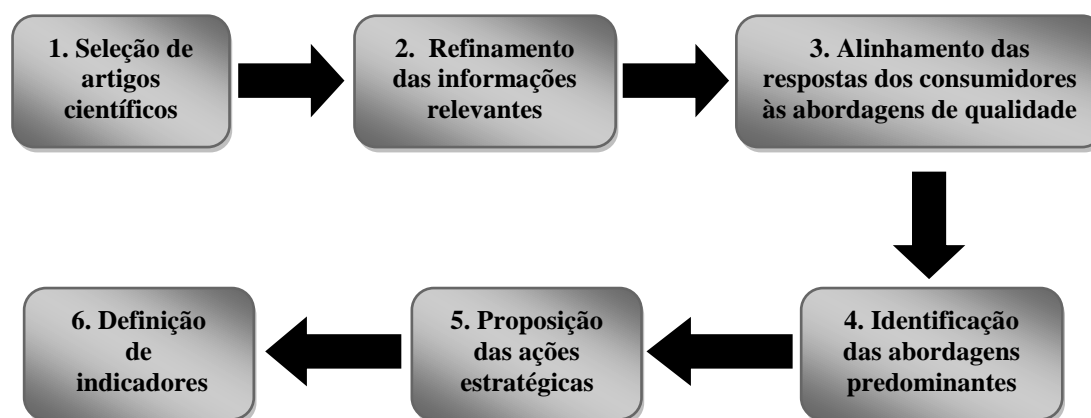 1. Seleção de
artigos
científicos
2. Refinamento
das informações
relevantes
3. Alinhamento das
respostas dos consumidores
às abordagens de qualidade
4. Identificação
das abordagens
predominantes
5. Proposição
das ações
estratégicas
6. Definição
de
indicadores